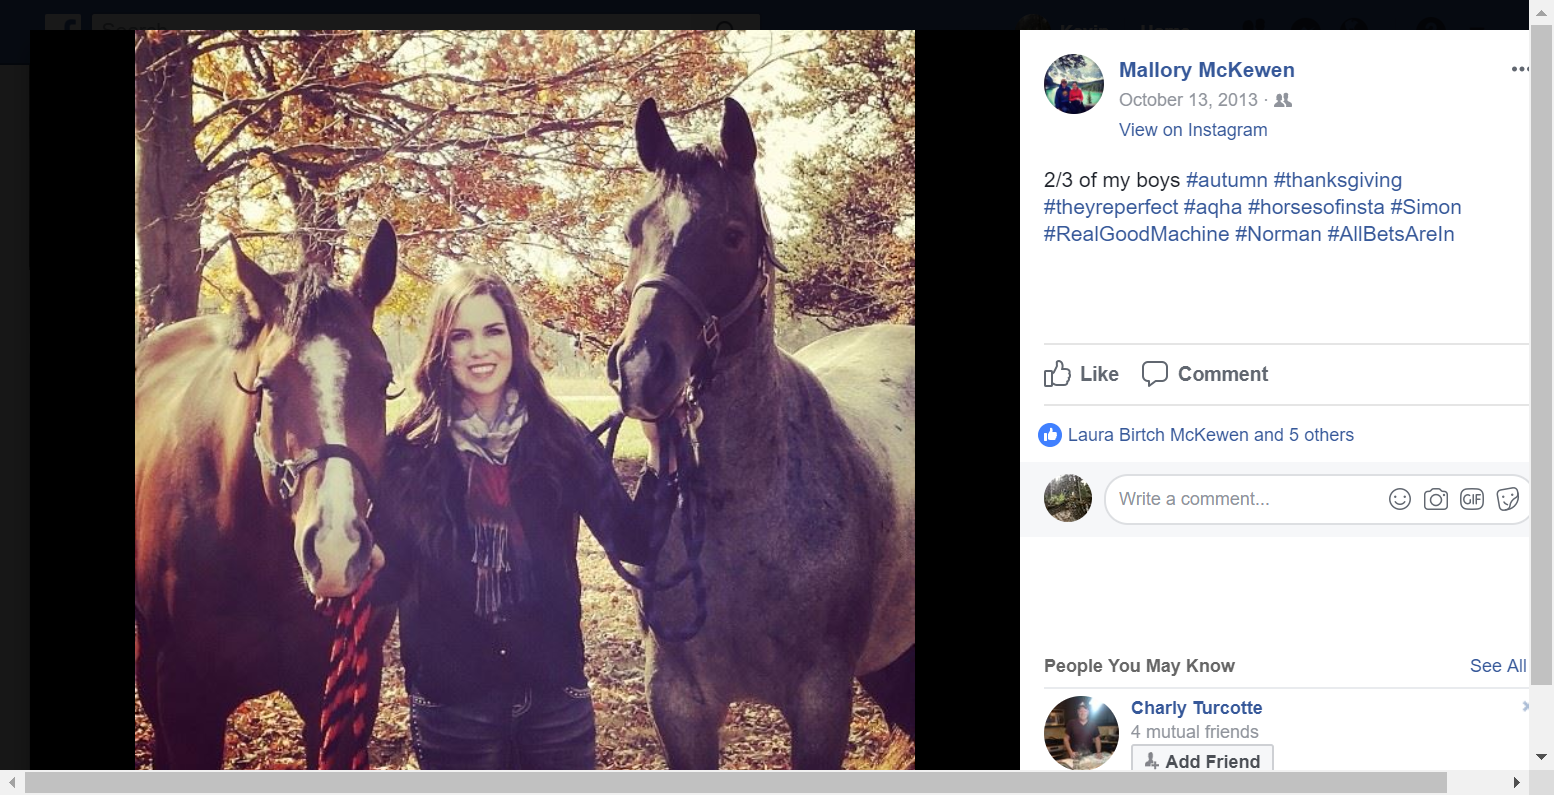 Mallory McKewen
October 13, 2013 ·
View on Instagram
2/3 of my boys #autumn #thanksgiving
#theyreperfect #aqha #horsesofinsta #Simon
#RealGoodMachine #Norman #AllBetsAreIn
Like Comment
Laura Birtch McKewen and 5 others
Write a comment... GIF
People You May Know See All
Charly Turcotte
4 mutual friends
Add Friend